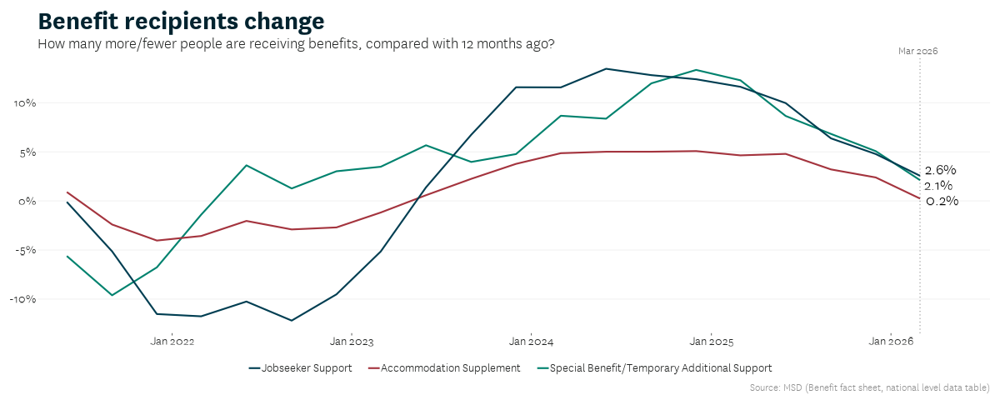 Benefit recipients change
How many more/fewer people are receiving benefits, compared with 12 months ago?
Mar 2026
10%
5%
0%
-5%
-10%
2.6%
2.1%
0.2%
Jan 2022
Jan 2023
Jan 2024
Jan 2025
Jan 2026
Jobseeker Support
Accommodation Supplement
Special Benefit/Temporary Additional Support
Source: MSD (Benefit fact sheet, national level data table)